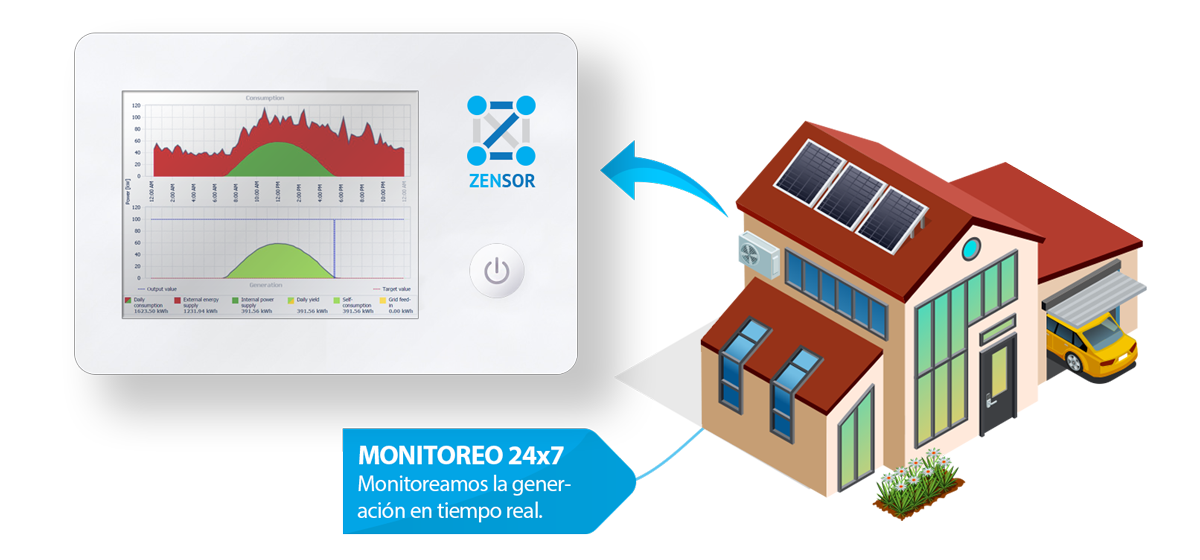 Consumption
120
100
80
60
40
20
0
12:00 AM 2:00 AM 4:00 AM 6:00 AM 8:00 AM 10:00 AM 12:00 PM 2:00 PM 4:00 PM 6:00 PM 8:00 PM 10:00 PM 12:00 AM
Power [kW]
120
100
80
60
40
20
0
Generation
Output value Target value
Daily consumption 1623,50 kWh
External energy supply 1231,94 kWh
Internal power supply 391,56 kWh
Daily yield 391,56 kWh
Self-consumption 391,56 kWh
Grid feed-in 0.00 kWh
ZENSOR
MONITOREO 24x7
Monitoreamos la gener-
ación en tiempo real.